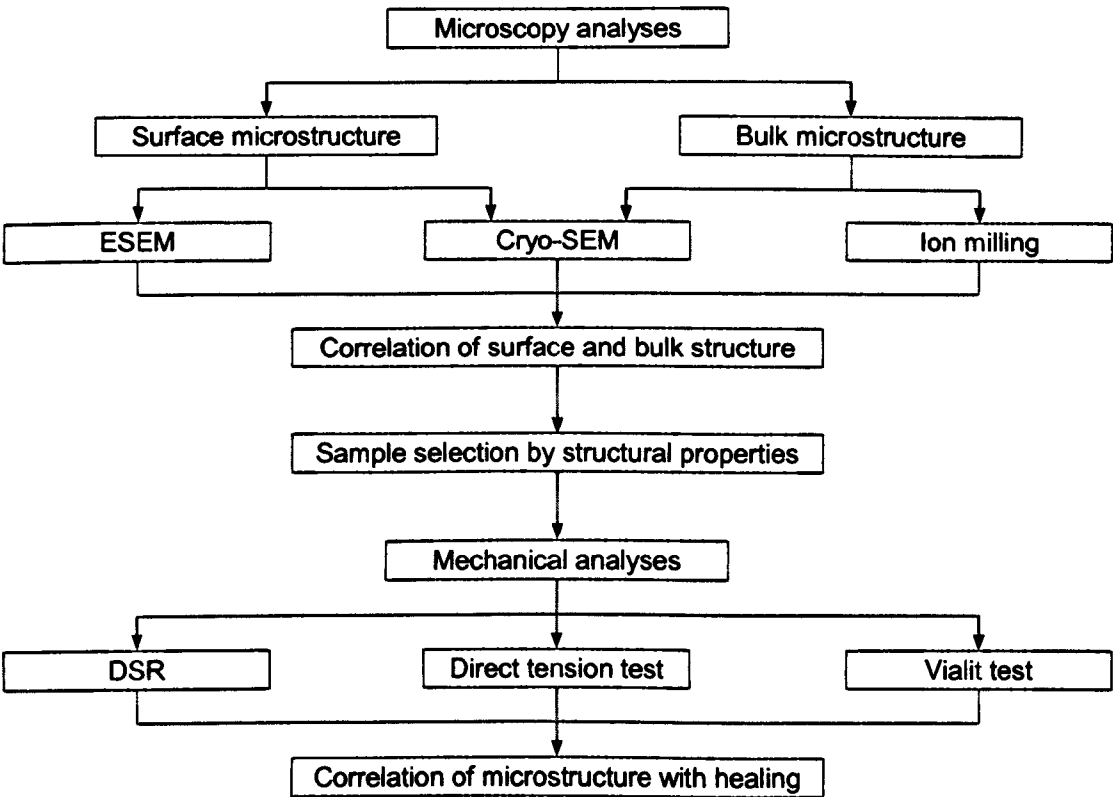 Microscopy analyses
Surface microstructure
Bulk microstructure
ESEM
Cryo-SEM
Ion milling
Correlation of surface and bulk structure
Sample selection by structural properties
Mechanical analyses
DSR
Direct tension test
Vialit test
Correlation of microstructure with healing